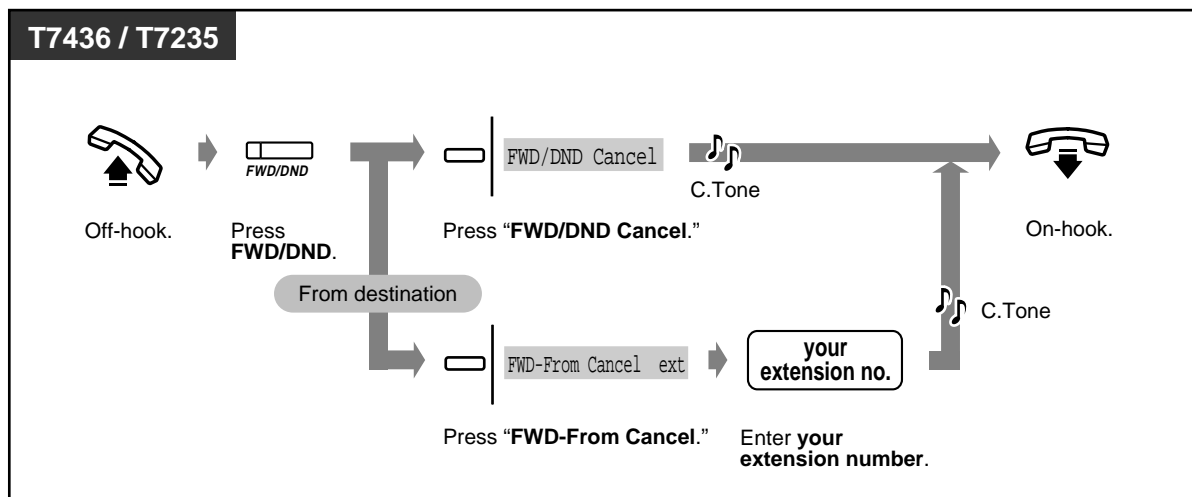 T7436 / T7235
FWD/DND
FWD/DND Cancel
C.Tone
Off-hook.
Press
FWD/DND.
Press “FWD/DND Cancel.”
On-hook.
From destination
C.Tone
FWD-From Cancel ext
your
extension no.
Press “FWD-From Cancel.”
Enter your
extension number.